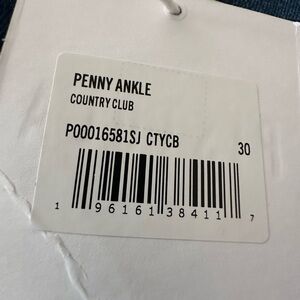 PENNY ANKLE
COUNTRY CLUB
P00016581SJ CTYCB 30
1 96161 38411 7